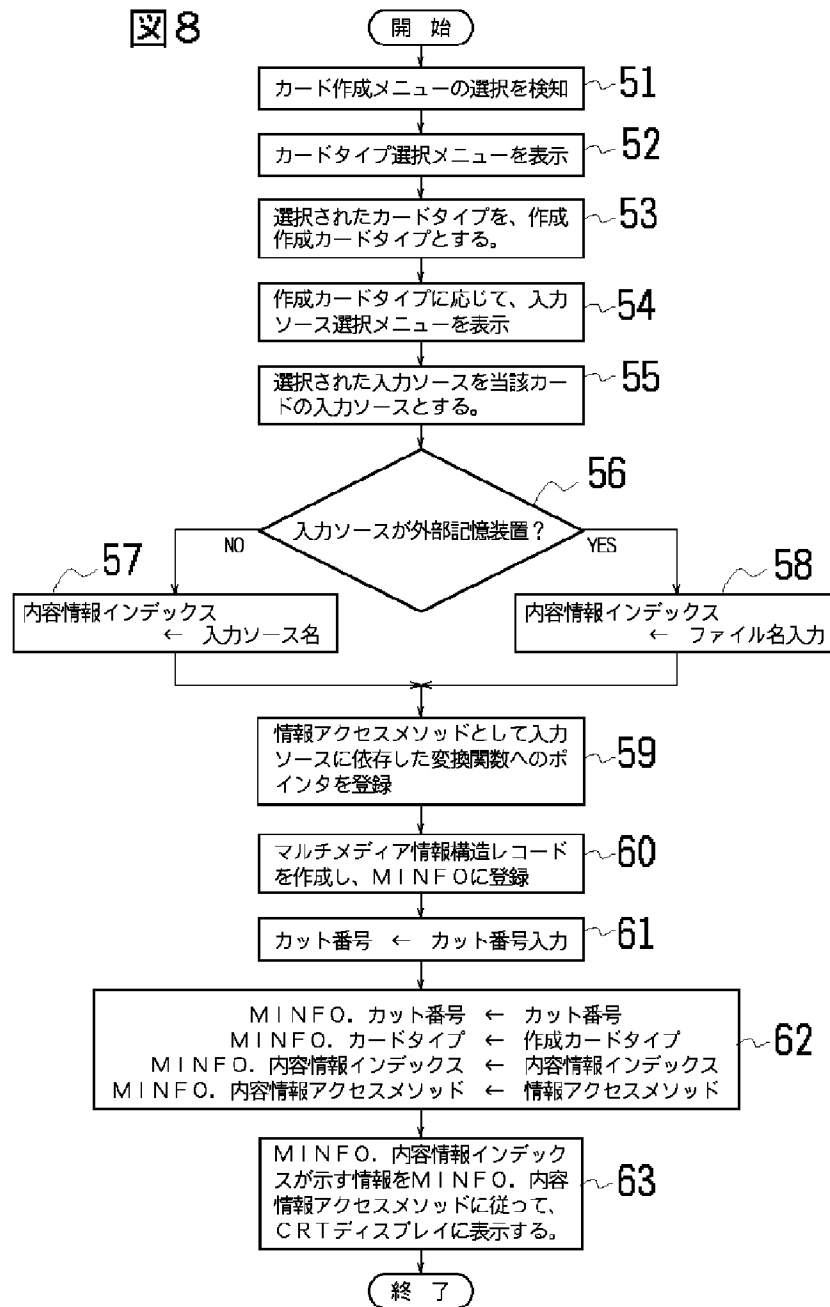 図8
開 始
カード作成メニューの選択を検知
51
カードタイプ選択メニューを表示
52
選択されたカードタイプを、作成
作成カードタイプとする。
53
作成カードタイプに応じて、入力
ソース選択メニューを表示
54
選択された入力ソースを当該カード
の入力ソースとする。
55
入力ソースが外部記憶装置?
56
NO
YES
57
内容情報インデックス
← 入力ソース名
58
内容情報インデックス
← ファイル名入力
情報アクセスメソッドとして入力
ソースに依存した変換関数へのポ
インタを登録
59
マルチメディア情報構造レコード
を作成し、MINFOに登録
60
カット番号 ← カット番号入力
61
MINFO.カット番号 ← カット番号
MINFO.カードタイプ ← 作成カードタイプ
MINFO.内容情報インデックス ← 内容情報インデックス
MINFO.内容情報アクセスメソッド ← 情報アクセスメソッド
62
MINFO.内容情報インデック
スが示す情報をMINFO.内容
情報アクセスメソッドに従って、
CRTディスプレイに表示する。
63
終 了